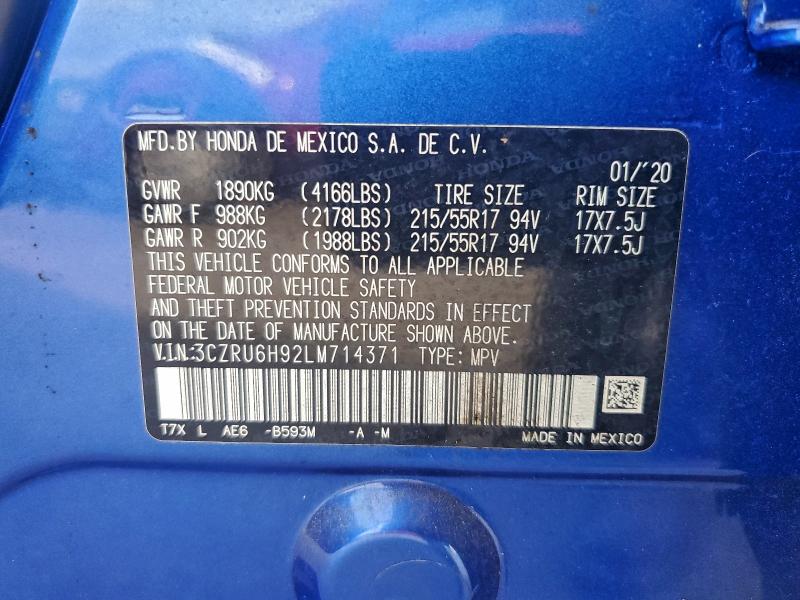 MFD.BY HONDA DE MEXICO S.A. DE C.V.
01/'20
GVWR 1890KG (4166LBS) TIRE SIZE RIM SIZE
GAWR F 988KG (2178LBS) 215/55R17 94V 17X7.5J
GAWR R 902KG (1988LBS) 215/55R17 94V 17X7.5J
THIS VEHICLE CONFORMS TO ALL APPLICABLE
FEDERAL MOTOR VEHICLE SAFETY
AND THEFT PREVENTION STANDARDS IN EFFECT
ON THE DATE OF MANUFACTURE SHOWN ABOVE.
V.I.N:3CZRU6H92LM714371 TYPE: MPV
T7X L AE6 -B593M -A -M
MADE IN MEXICO